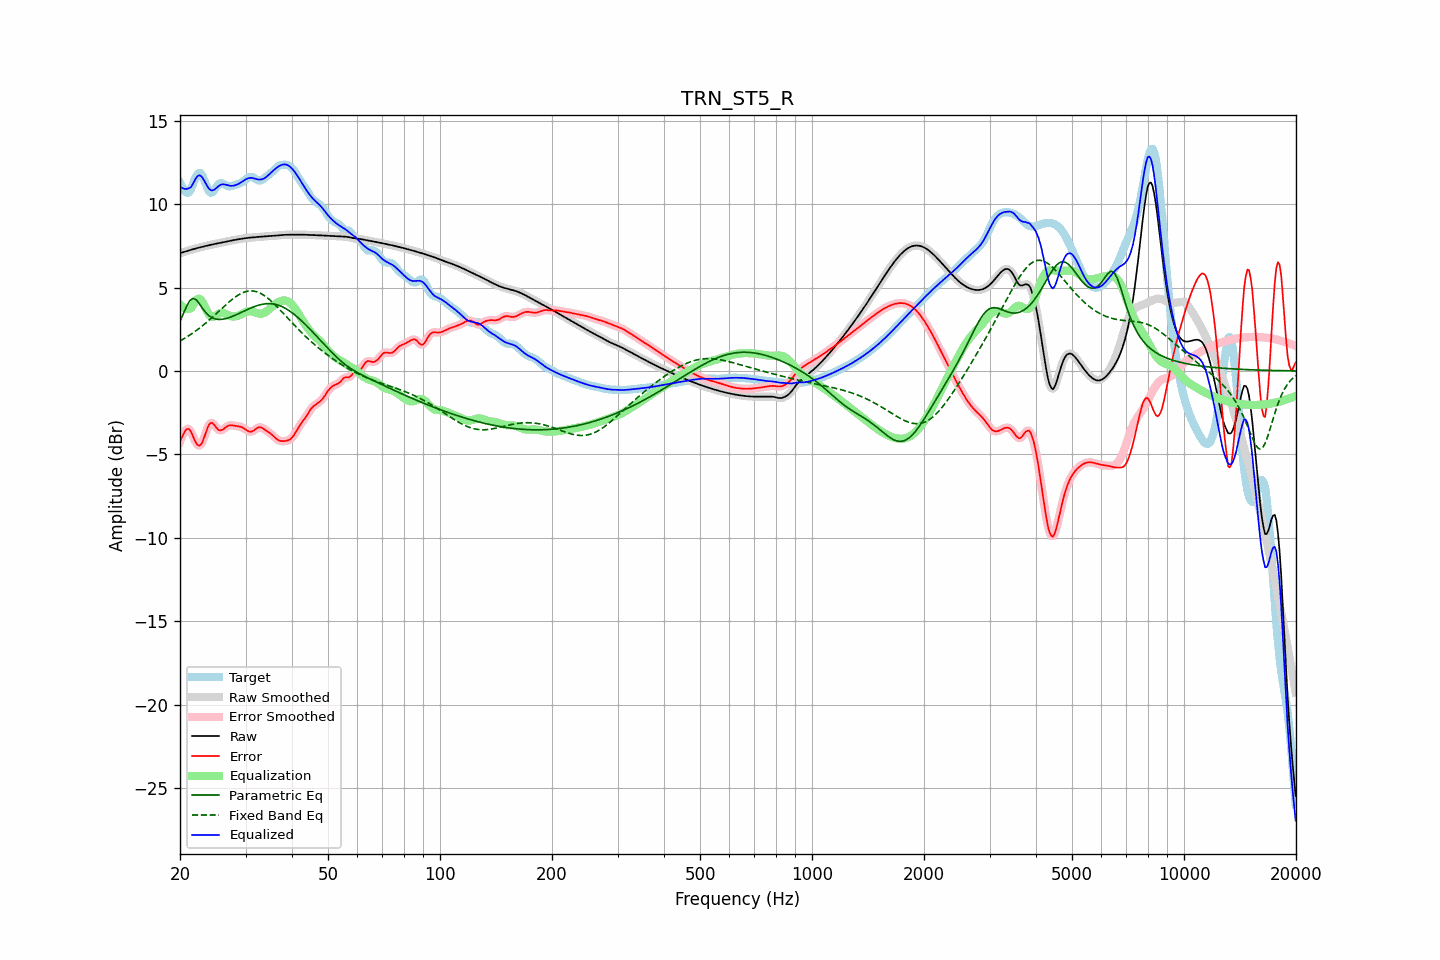 TRN_ST5_R
15
10
5
0
−5
−10
−15
−20
−25
Amplitude (dBr)
Target
Raw Smoothed
Error Smoothed
Raw
Error
Equalization
Parametric Eq
Fixed Band Eq
Equalized
20 50 100 200 500 1000 2000 5000 10000 20000
Frequency (Hz)